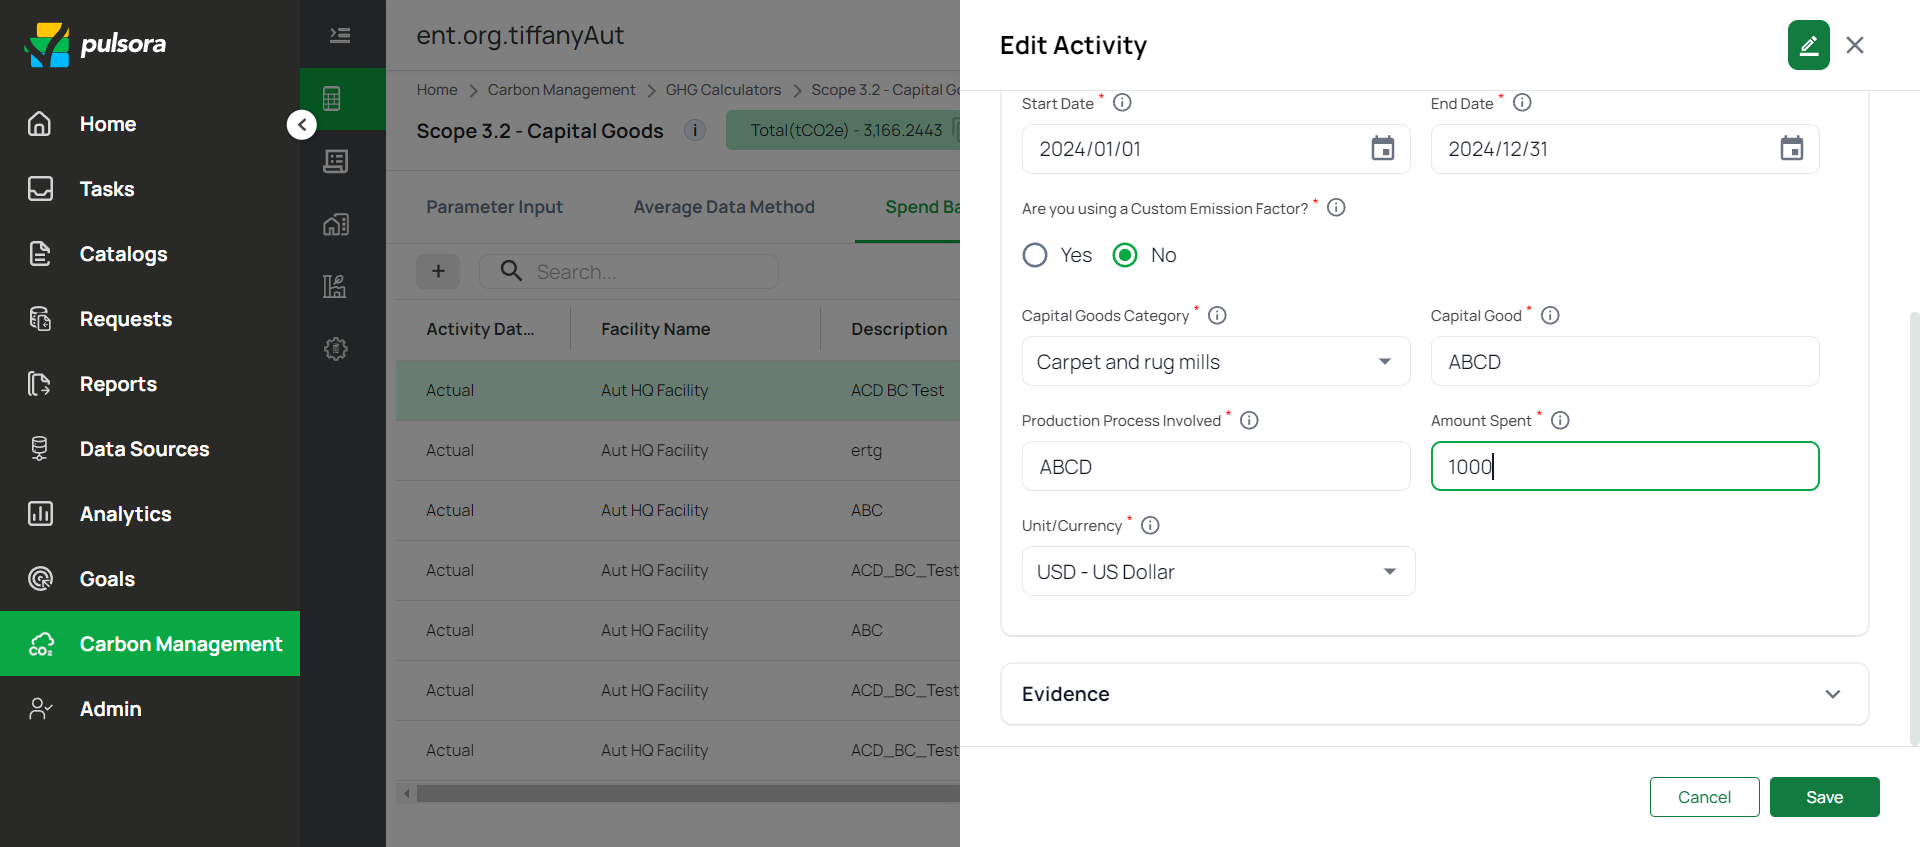 pulsora
Home
Tasks
Catalogs
Requests
Reports
Data Sources
Analytics
Goals
Carbon Management
Admin
ent.org.tiffanyAut
Home > Carbon Management > GHG Calculators > Scope 3.2 - Capital Go
Scope 3.2 - Capital Goods
Total(tCO2e) - 3,166.2443
Parameter Input Average Data Method Spend Ba
+ Search...
Activity Dat... Facility Name Description
Actual Aut HQ Facility ACD BC Test
Actual Aut HQ Facility ertg
Actual Aut HQ Facility ABC
Actual Aut HQ Facility ACD_BC_Test
Actual Aut HQ Facility ABC
Actual Aut HQ Facility ACD_BC_Test
Actual Aut HQ Facility ACD_BC_Test
Edit Activity
Start Date * End Date *
2024/01/01 2024/12/31
Are you using a Custom Emission Factor? *
Yes No
Capital Goods Category * Capital Good *
Carpet and rug mills ABCD
Production Process Involved * Amount Spent *
ABCD 1000
Unit/Currency *
USD - US Dollar
Evidence
Cancel Save